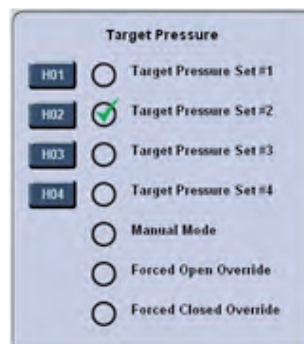 Target Pressure
H01 Target Pressure Set #1
H02 Target Pressure Set #2
H03 Target Pressure Set #3
H04 Target Pressure Set #4
Manual Mode
Forced Open Override
Forced Closed Override